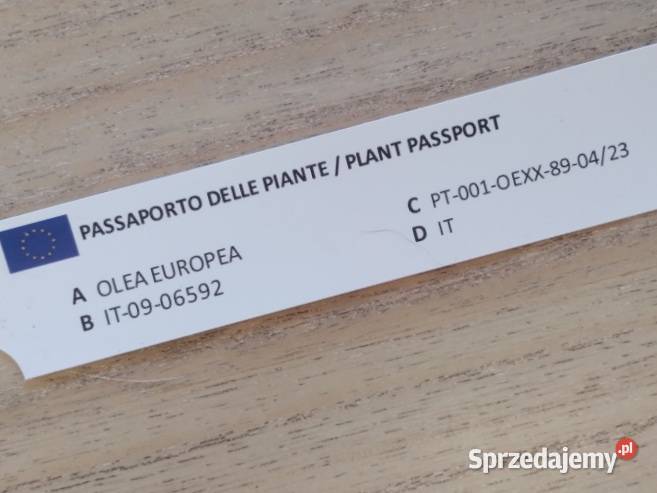 PASSAPORTO DELLE PIANTE / PLANT PASSPORT
A OLEA EUROPEA
B IT-09-06592
C PT-001-OEXX-89-04/23
D IT
Sprzedajemy.pl